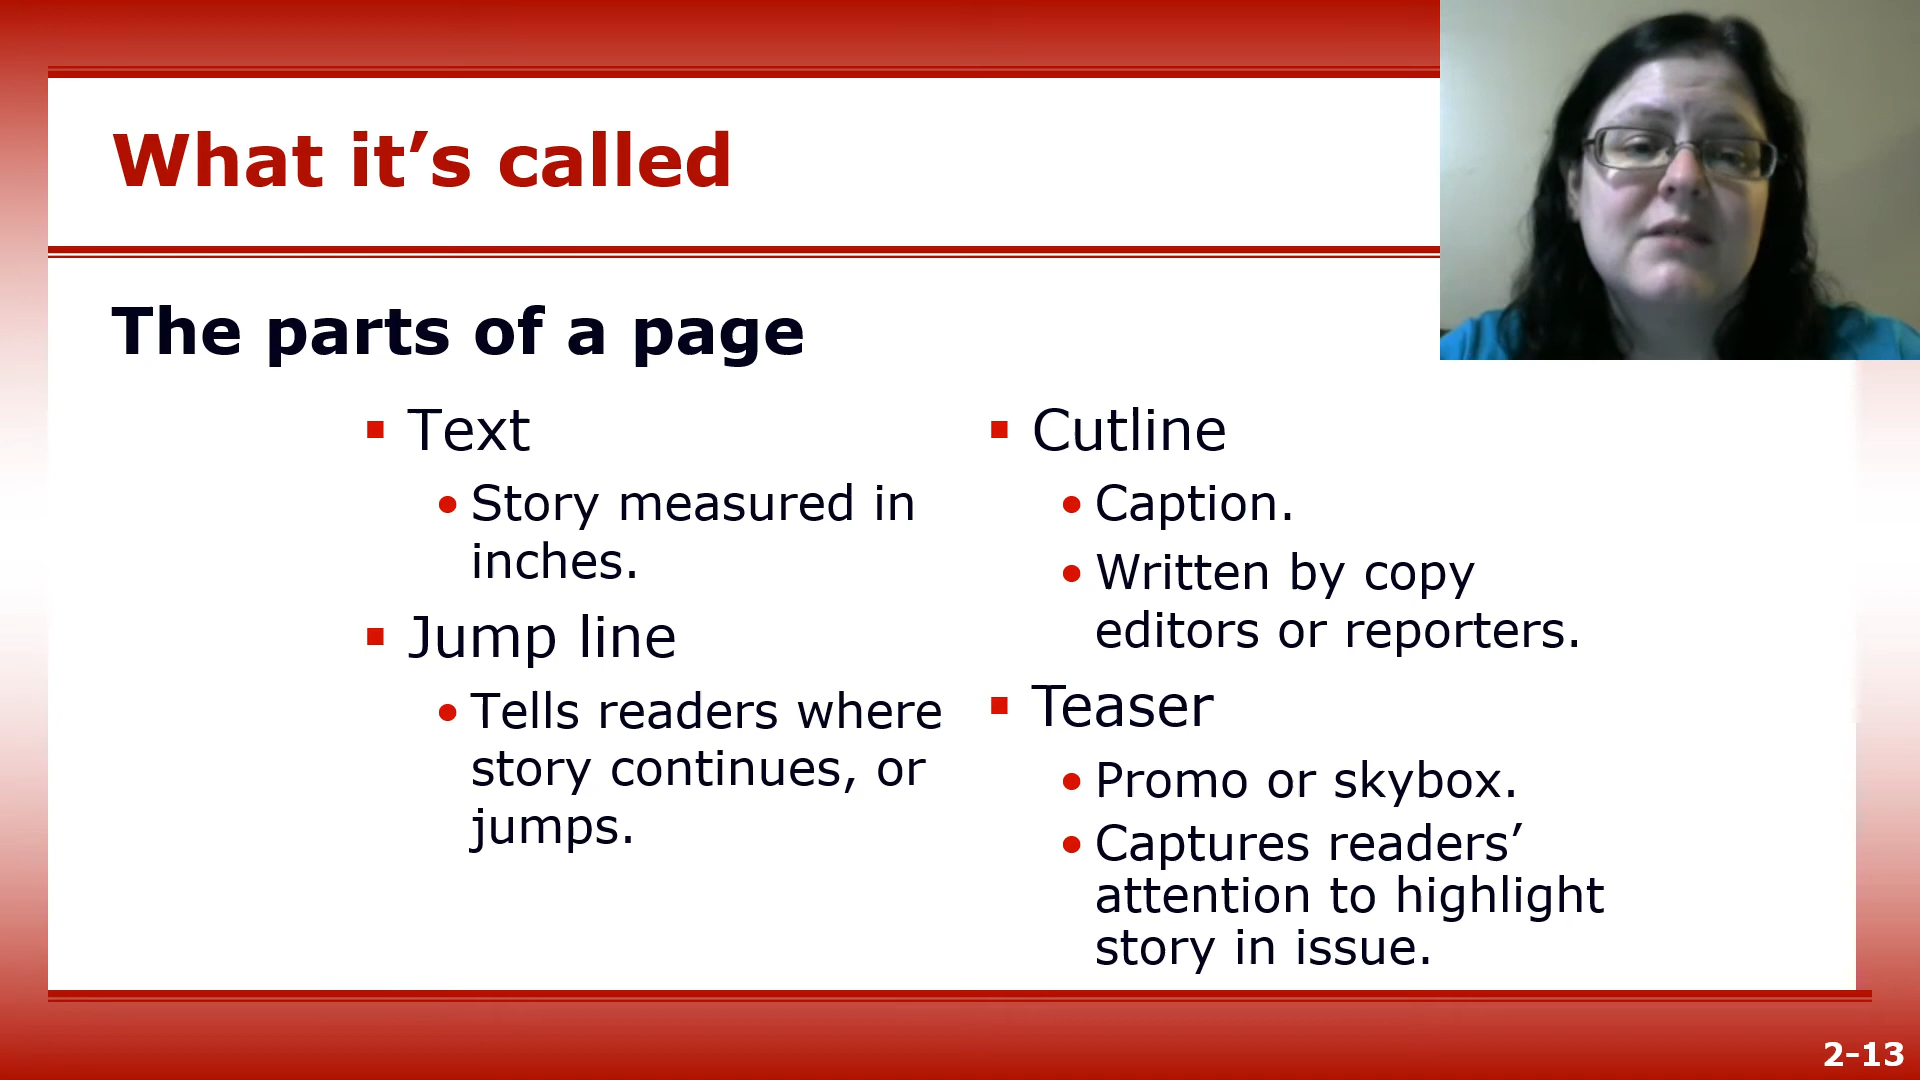 What it’s called
The parts of a page
Text
Story measured in
inches.
Jump line
Tells readers where
story continues, or
jumps.
Cutline
Caption.
Written by copy
editors or reporters.
Teaser
Promo or skybox.
Captures readers’
attention to highlight
story in issue.
2-13